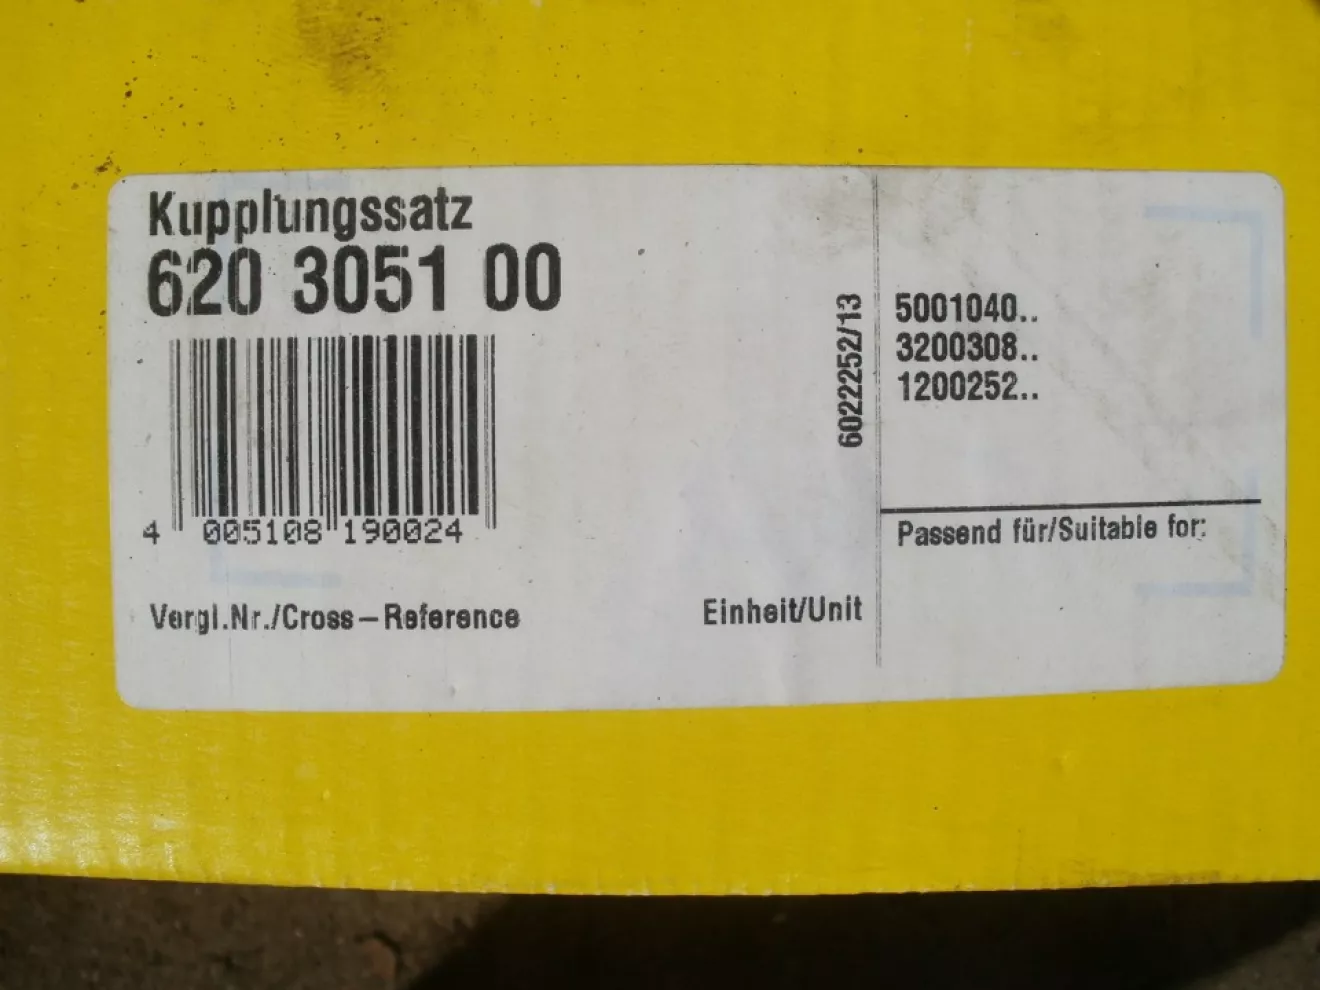 Kupplungssatz
620 3051 00
4 005108 190024
Vergl.Nr./Cross-Reference
Einheit/Unit
6022252/13
5001040..
3200308..
1200252..
Passend für/Suitable for: